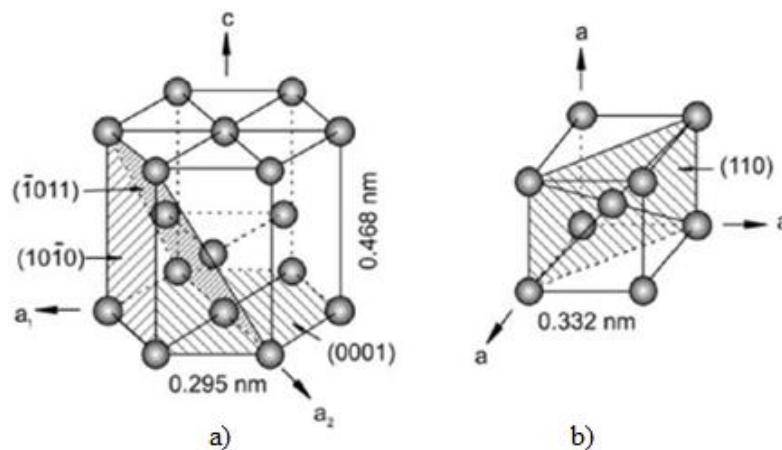 c
a
(1̄011)
(101̄0)
0.468 nm
(110)
a
a₁
a
0.332 nm
(0001)
0.295 nm
a₂
a)
b)